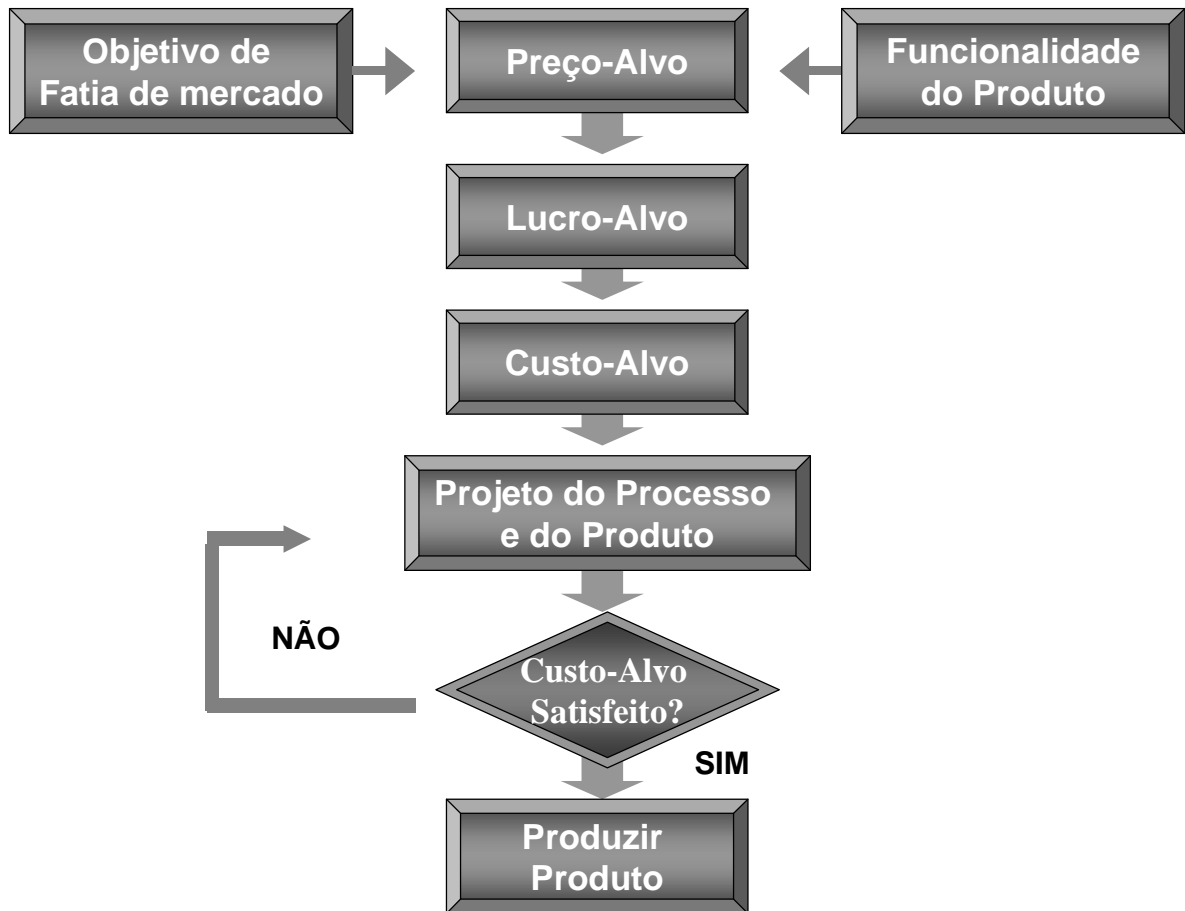 Objetivo de
Fatia de mercado
Preço-Alvo
Funcionalidade
do Produto
Lucro-Alvo
Custo-Alvo
Projeto do Processo
e do Produto
NÃO
Custo-Alvo
Satisfeito?
SIM
Produzir
Produto